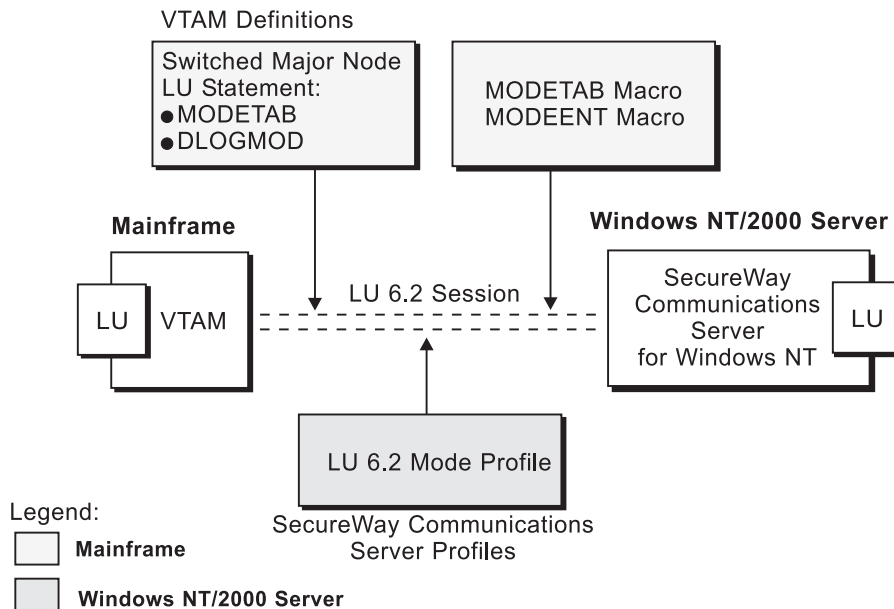 VTAM Definitions
Switched Major Node
LU Statement:
●MODETAB
●DLOGMOD
MODETAB Macro
MODEENT Macro
Mainframe
Windows NT/2000 Server
LU
VTAM
LU 6.2 Session
SecureWay
Communications
Server
for Windows NT
LU
LU 6.2 Mode Profile
SecureWay Communications
Server Profiles
Legend:
Mainframe
Windows NT/2000 Server